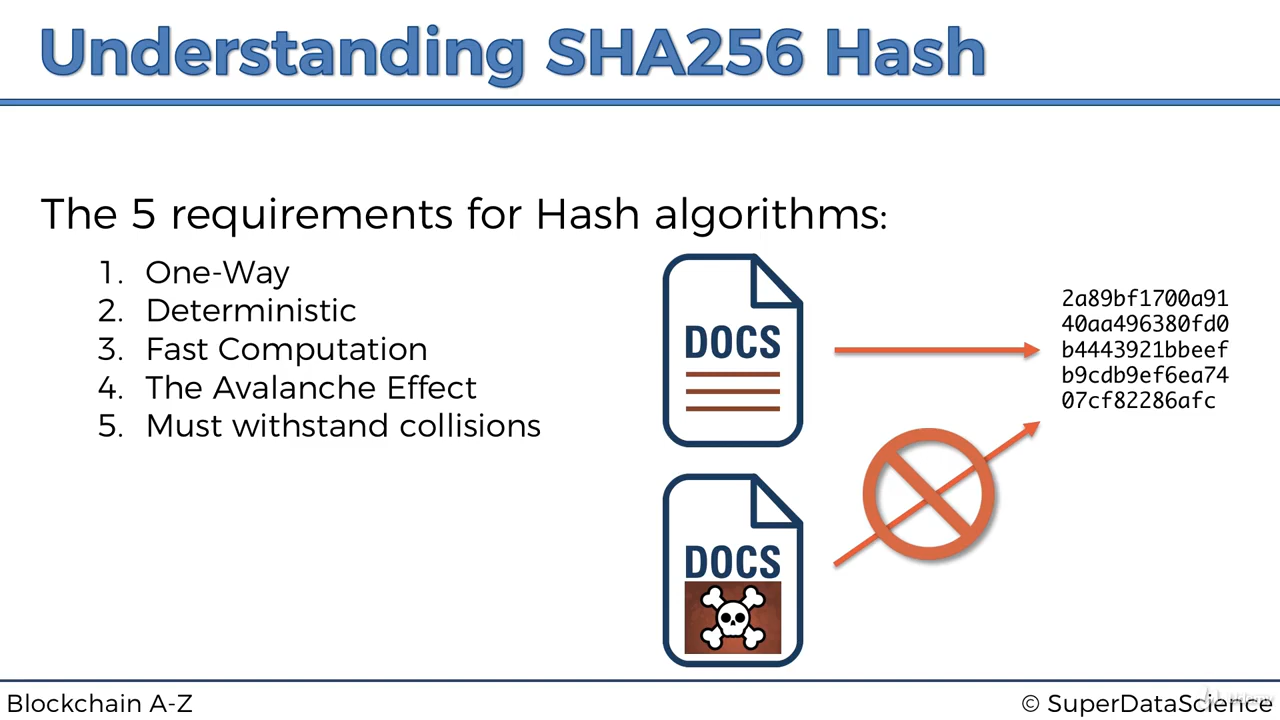 Understanding SHA256 Hash
The 5 requirements for Hash algorithms:
1. One-Way
2. Deterministic
3. Fast Computation
4. The Avalanche Effect
5. Must withstand collisions
DOCS
2a89bf1700a91
40aa496380fd0
b4443921bbeef
b9cdb9ef6ea74
07cf82286afc
DOCS
Blockchain A-Z
© SuperDataScience